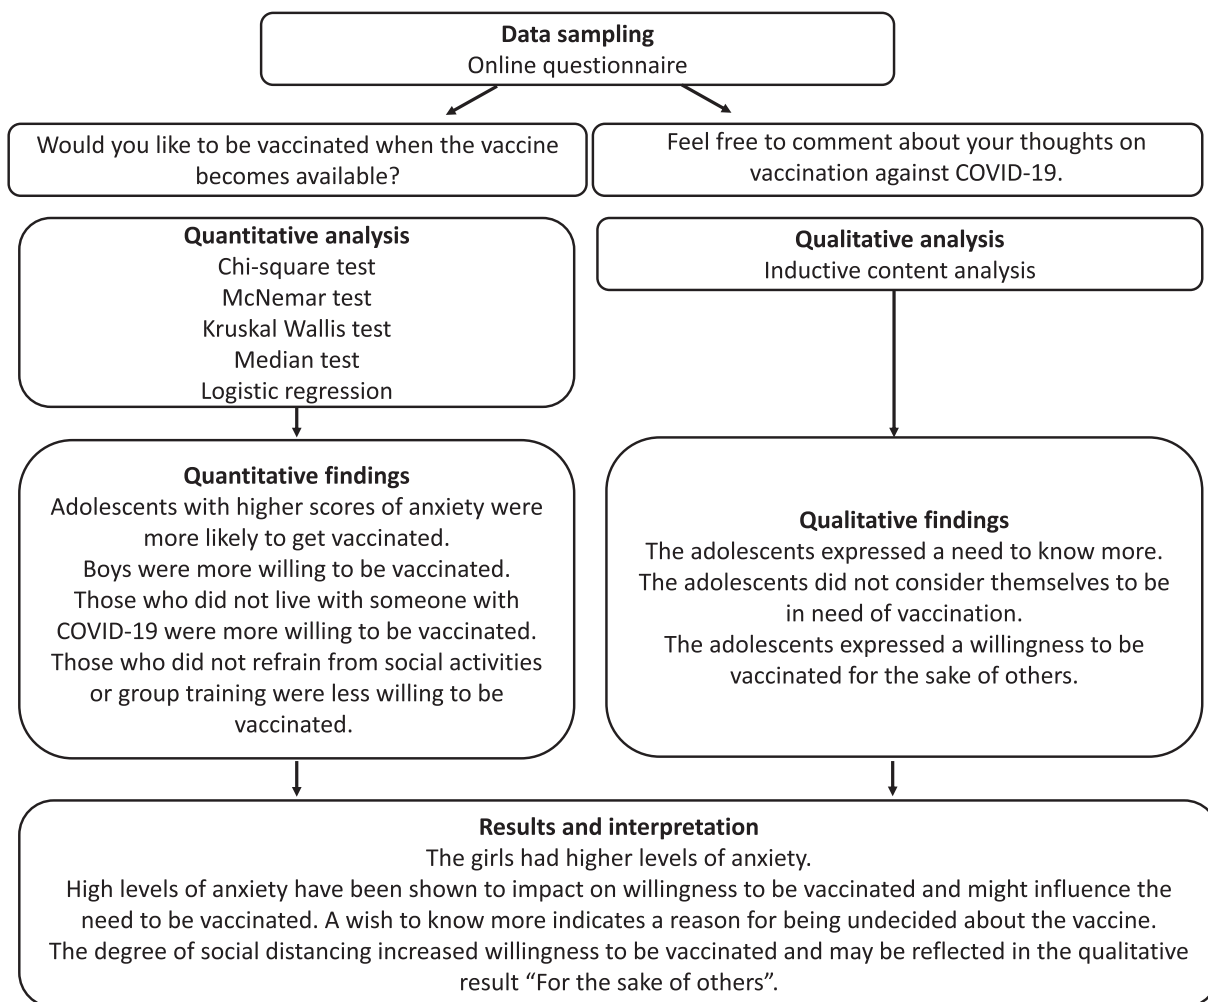 Data sampling
Online questionnaire
Would you like to be vaccinated when the vaccine
becomes available?
Feel free to comment about your thoughts on
vaccination against COVID-19.
Quantitative analysis
Chi-square test
McNemar test
Kruskal Wallis test
Median test
Logistic regression
Qualitative analysis
Inductive content analysis
Quantitative findings
Adolescents with higher scores of anxiety were
more likely to get vaccinated.
Boys were more willing to be vaccinated.
Those who did not live with someone with
COVID-19 were more willing to be vaccinated.
Those who did not refrain from social activities
or group training were less willing to be
vaccinated.
Qualitative findings
The adolescents expressed a need to know more.
The adolescents did not consider themselves to be
in need of vaccination.
The adolescents expressed a willingness to be
vaccinated for the sake of others.
Results and interpretation
The girls had higher levels of anxiety.
High levels of anxiety have been shown to impact on willingness to be vaccinated and might influence the
need to be vaccinated. A wish to know more indicates a reason for being undecided about the vaccine.
The degree of social distancing increased willingness to be vaccinated and may be reflected in the qualitative
result “For the sake of others”.